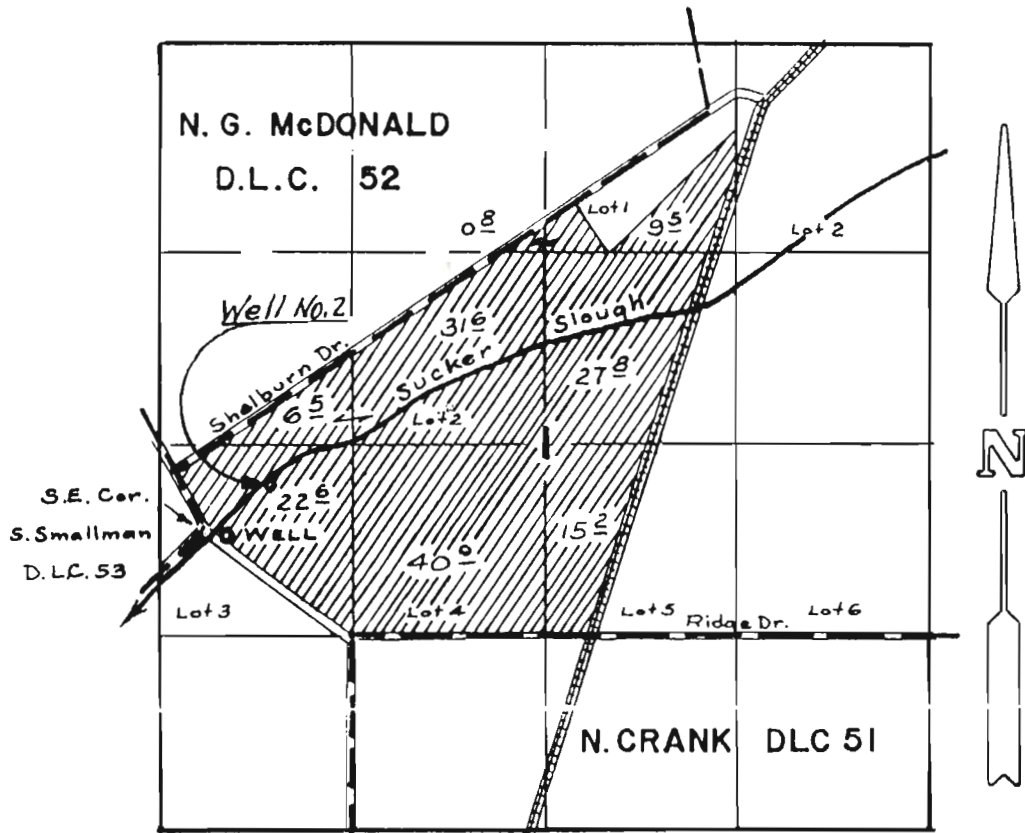 N. G. McDONALD
D.L.C. 52
Lot 1
0 8
9 5
Lot 2
Well No. 2
31 6
Sucker Slough
27 8
Shalburn Dr.
6 5
Lot 2
S.E. Cor.
S. Smallman
D.L.C. 53
22 6
WELL
15 2
40 0
N
Lot 3
Lot 4
Lot 5
Lot 6
Ridge Dr.
N. CRANK DLC 51